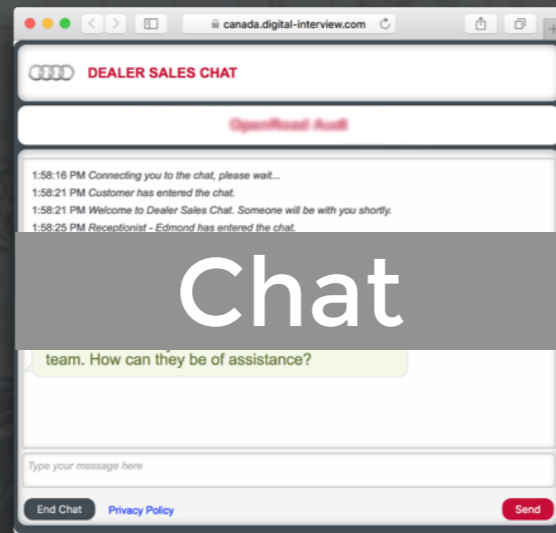 canada.digital-interview.com
DEALER SALES CHAT
OpenRoad Audi
1:58:16 PM Connecting you to the chat, please wait...
1:58:21 PM Customer has entered the chat.
1:58:21 PM Welcome to Dealer Sales Chat. Someone will be with you shortly.
1:58:25 PM Receptionist - Edmond has entered the chat.
Chat
team. How can they be of assistance?
Type your message here
End Chat Privacy Policy Send